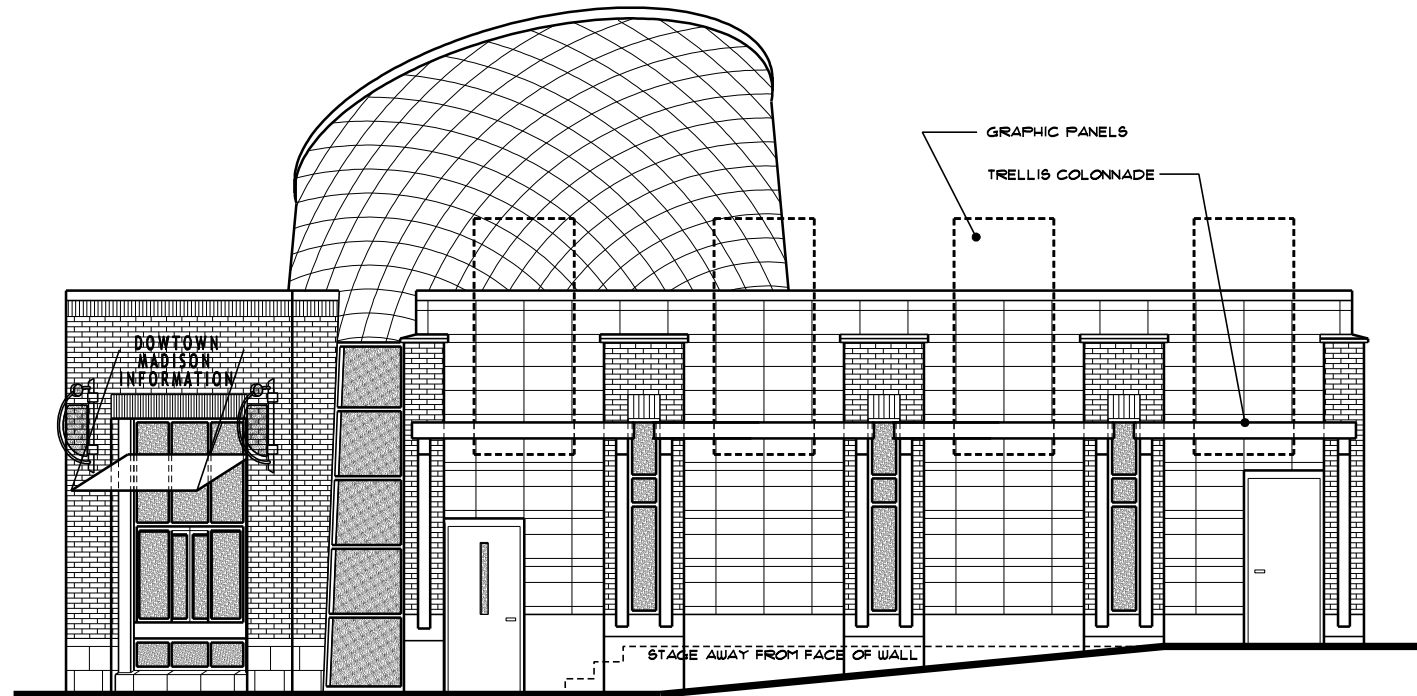 GRAPHIC PANELS
TRELLIS COLONNADE
DOWTOWN
MADISON
INFORMATION
STAGE AWAY FROM FACE OF WALL